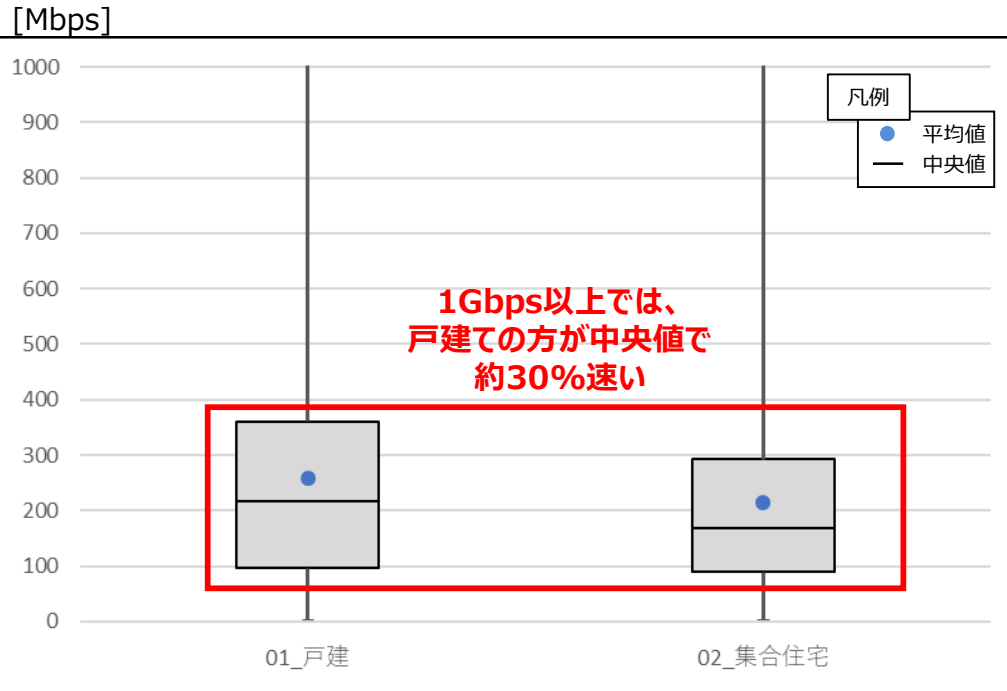 [Mbps]
1000
900
800
700
600
500
400
300
200
100
0
凡例
平均値
中央値
1Gbps以上では、
戸建ての方が中央値で
約30%速い
01_戸建
02_集合住宅